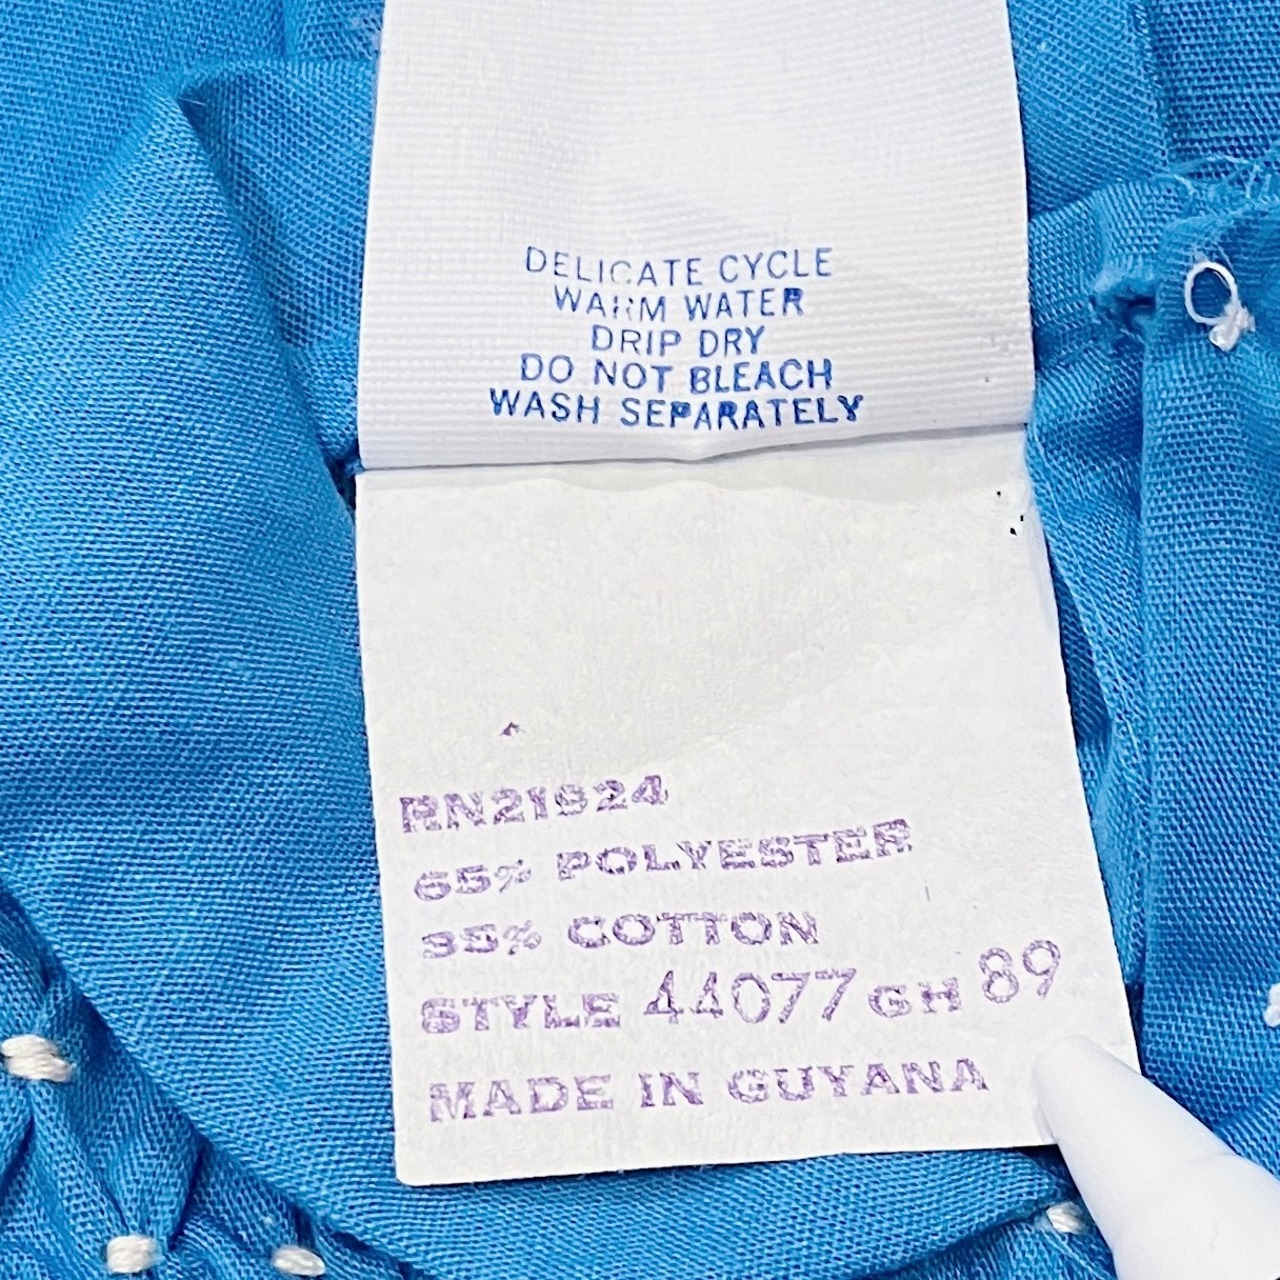 DELICATE CYCLE
WARM WATER
DRIP DRY
DO NOT BLEACH
WASH SEPARATELY
RN21924
65% POLYESTER
35% COTTON
STYLE 44077 GH 89
MADE IN GUYANA